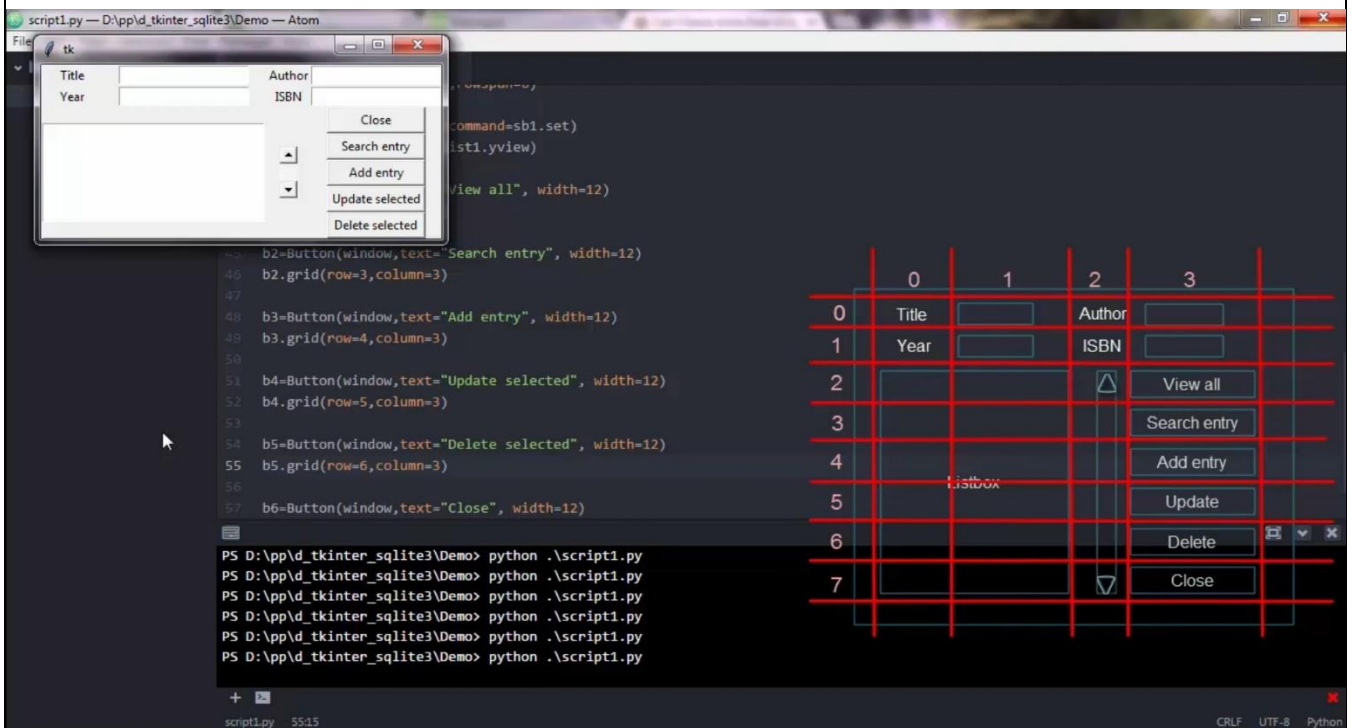 script1.py — D:\pp\d_tkinter_sqlite3\Demo — Atom
File
tk
Title Author
Year ISBN
Close
Search entry
Add entry
Update selected
Delete selected
,rowspan=6)
command=sb1.set)
ist1.yview)
View all", width=12)
45 b2=Button(window,text="Search entry", width=12)
46 b2.grid(row=3,column=3)
47
48 b3=Button(window,text="Add entry", width=12)
49 b3.grid(row=4,column=3)
50
51 b4=Button(window,text="Update selected", width=12)
52 b4.grid(row=5,column=3)
53
54 b5=Button(window,text="Delete selected", width=12)
55 b5.grid(row=6,column=3)
56
57 b6=Button(window,text="Close", width=12)
0 1 2 3
0 Title Author
1 Year ISBN
2 View all
3 Search entry
4 Add entry
Listbox
5 Update
6 Delete
7 Close
PS D:\pp\d_tkinter_sqlite3\Demo> python .\script1.py
PS D:\pp\d_tkinter_sqlite3\Demo> python .\script1.py
PS D:\pp\d_tkinter_sqlite3\Demo> python .\script1.py
PS D:\pp\d_tkinter_sqlite3\Demo> python .\script1.py
PS D:\pp\d_tkinter_sqlite3\Demo> python .\script1.py
PS D:\pp\d_tkinter_sqlite3\Demo> python .\script1.py
script1.py 55:15 CRLF UTF-8 Python